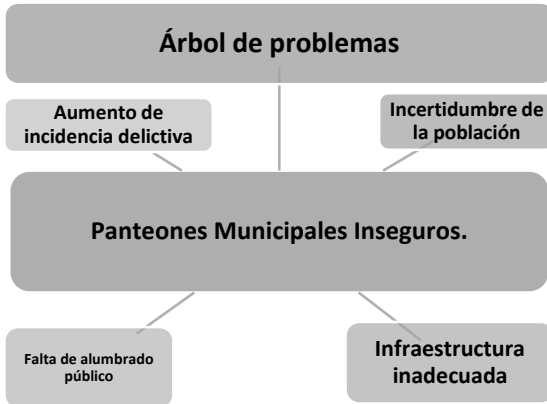 Árbol de problemas
Aumento de
incidencia delictiva
Incertidumbre de
la población
Panteones Municipales Inseguros.
Falta de alumbrado
público
Infraestructura
inadecuada